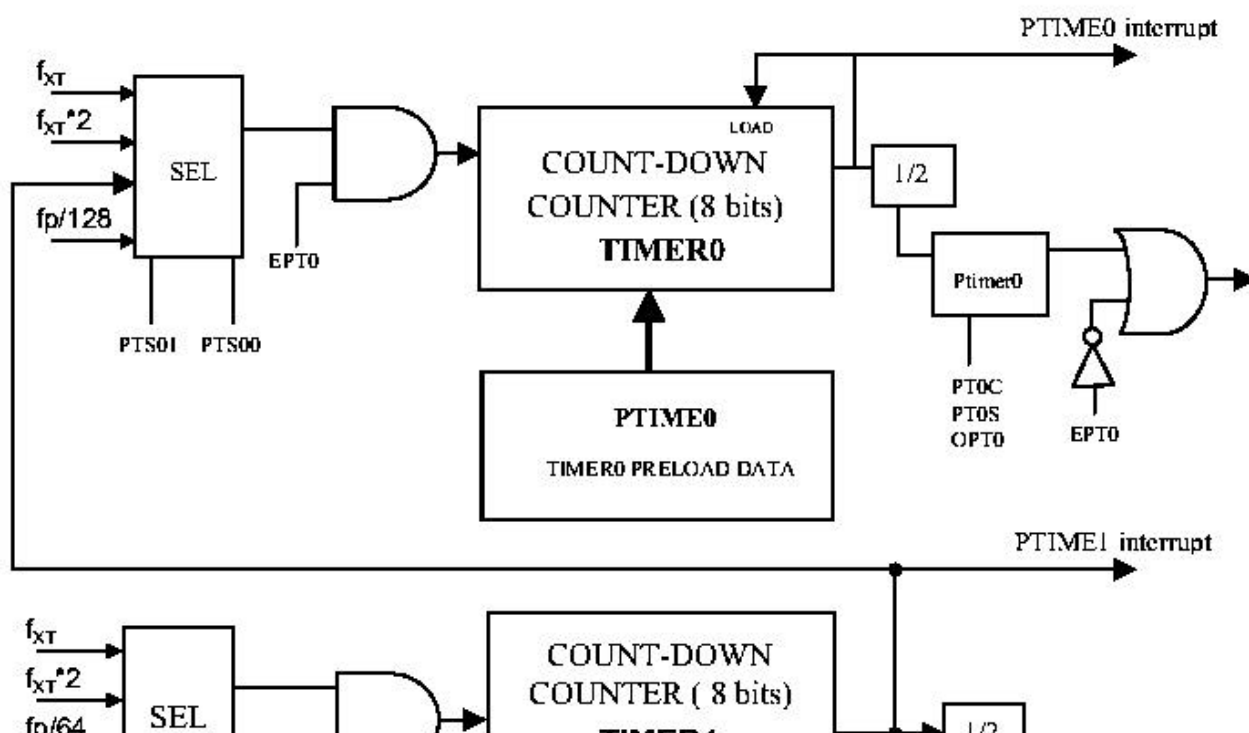 PTIME0 interrupt
fXT
fXT*2
fp/128
SEL
PTS01 PTS00
EPT0
LOAD
COUNT-DOWN
COUNTER (8 bits)
TIMER0
1/2
Ptimer0
PT0C
PT0S
OPT0
EPT0
PTIME0
TIMER0 PRELOAD DATA
PTIME1 interrupt
fXT
fXT*2
fp/64
SEL
COUNT-DOWN
COUNTER ( 8 bits)
1/2